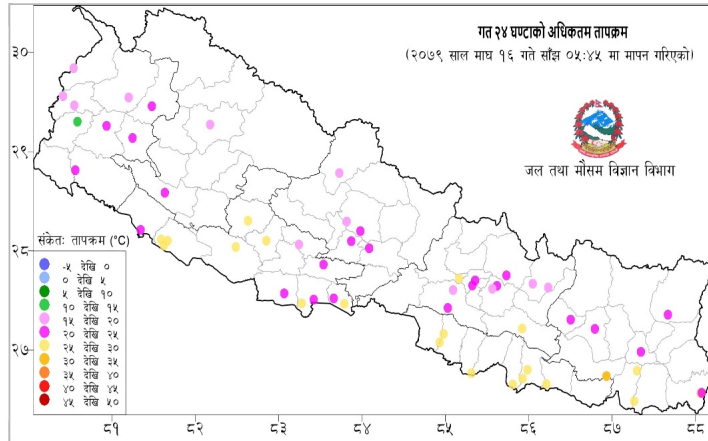 गत २४ घण्टाको अधिकतम तापक्रम
(२०७९ साल माघ १६ गते साँझ ०५:४५ मा मापन गरिएको)
जल तथा मौसम विज्ञान विभाग
३०
२९
२८
२७
संकेतः तापक्रम (°C)
-५ देखि ०
० देखि ५
५ देखि १०
१० देखि १५
१५ देखि २०
२० देखि २५
२५ देखि ३०
३० देखि ३५
३५ देखि ४०
४० देखि ४५
४५ देखि ५०
८१ ८२ ८३ ८४ ८५ ८६ ८७ ८८